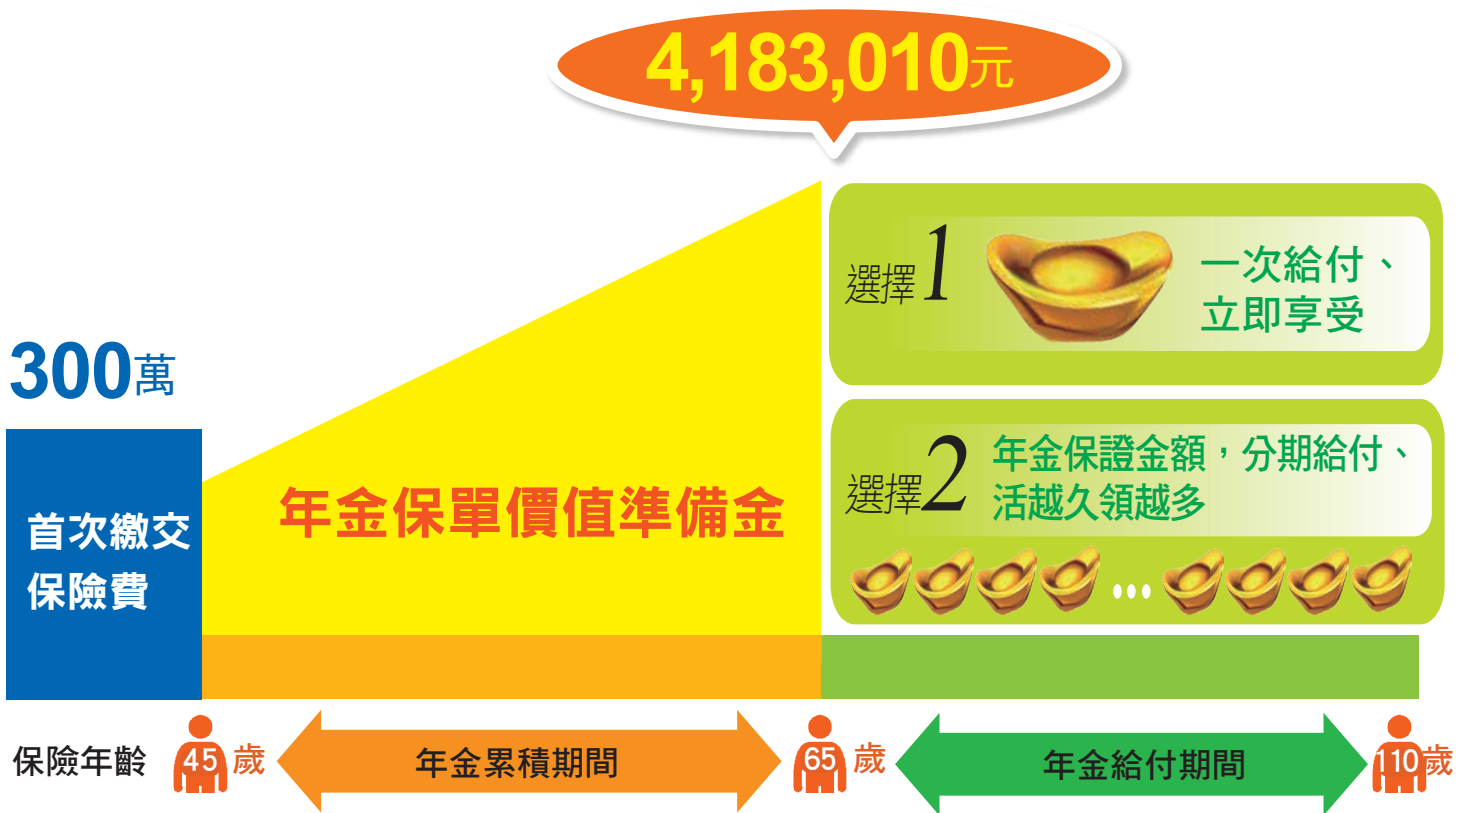 4,183,010元
300萬
首次繳交
保險費
年金保單價值準備金
選擇1
一次給付、
立即享受
選擇2
年金保證金額，分期給付、
活越久領越多
...
保險年齡
45歲
年金累積期間
65歲
年金給付期間
110歲